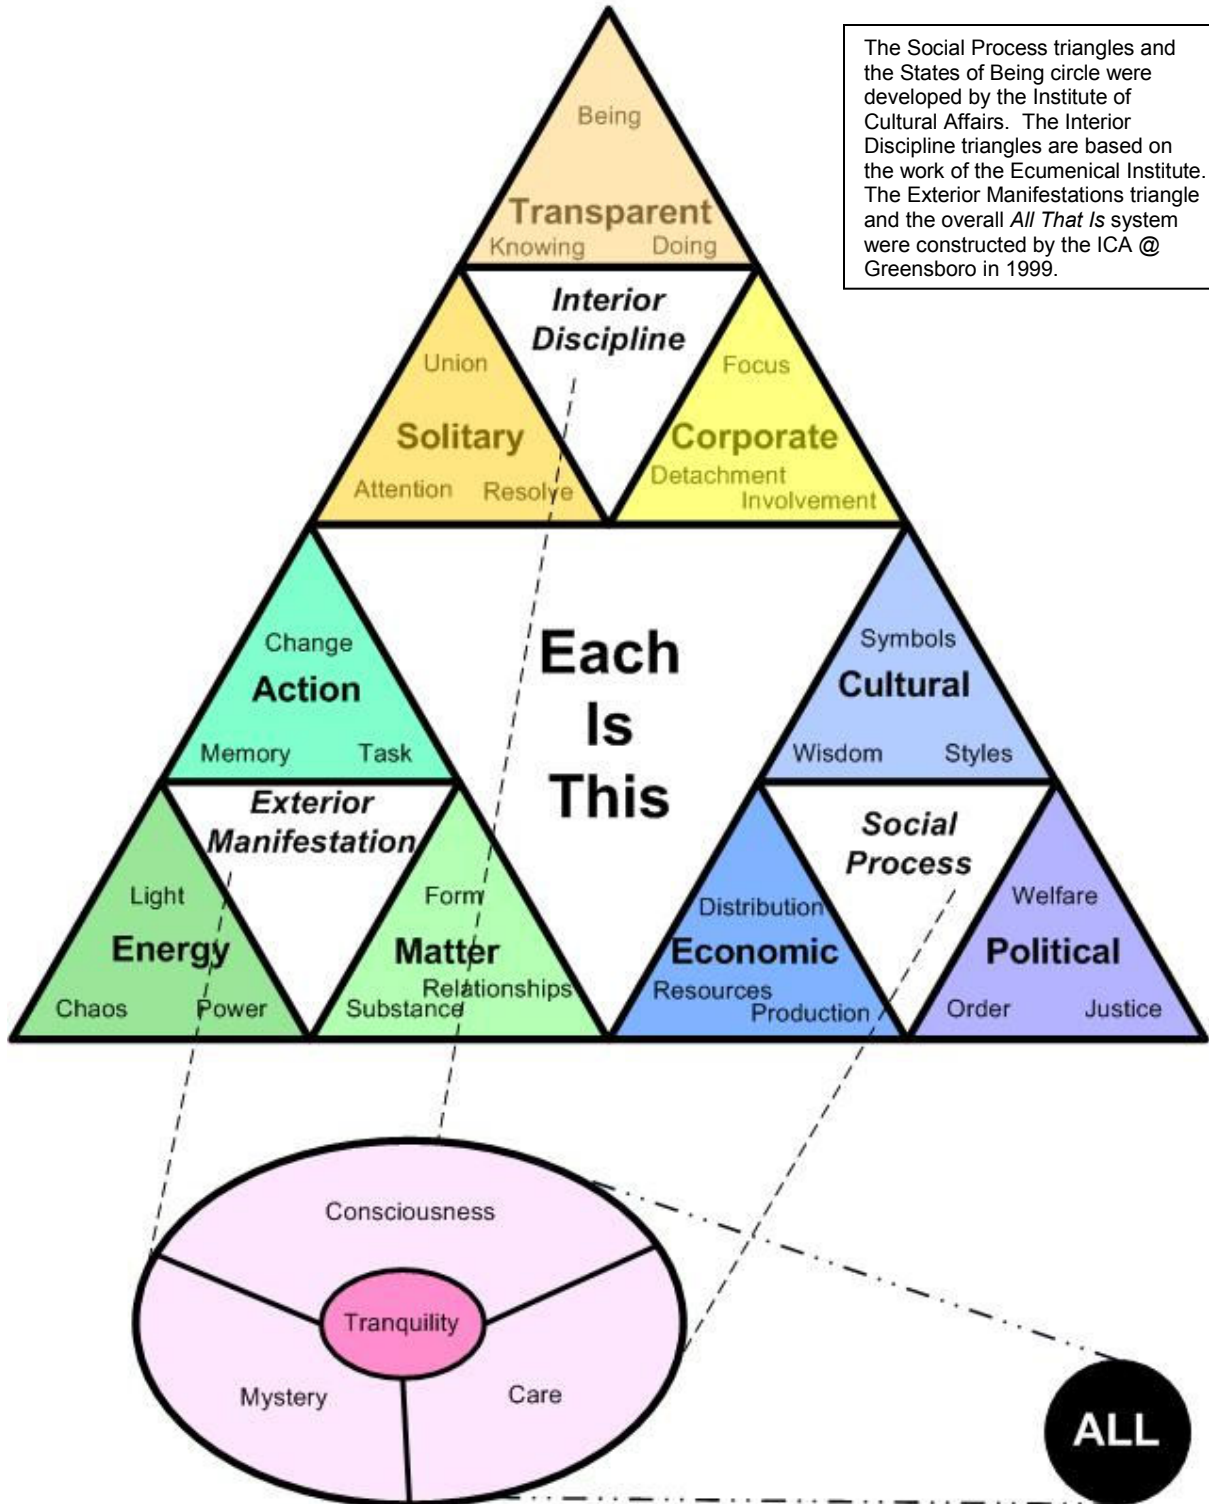 The Social Process triangles and
the States of Being circle were
developed by the Institute of
Cultural Affairs.  The Interior
Discipline triangles are based on
the work of the Ecumenical Institute.
The Exterior Manifestations triangle
and the overall All That Is system
were constructed by the ICA @
Greensboro in 1999.
Being
Transparent
Knowing
Doing
Interior
Discipline
Union
Solitary
Attention
Resolve
Focus
Corporate
Detachment
Involvement
Each
Is
This
Change
Action
Memory
Task
Exterior
Manifestation
Light
Energy
Chaos
Power
Form
Matter
Relationships
Substance
Symbols
Cultural
Wisdom
Styles
Social
Process
Distribution
Economic
Resources
Production
Welfare
Political
Order
Justice
Consciousness
Tranquility
Mystery
Care
ALL